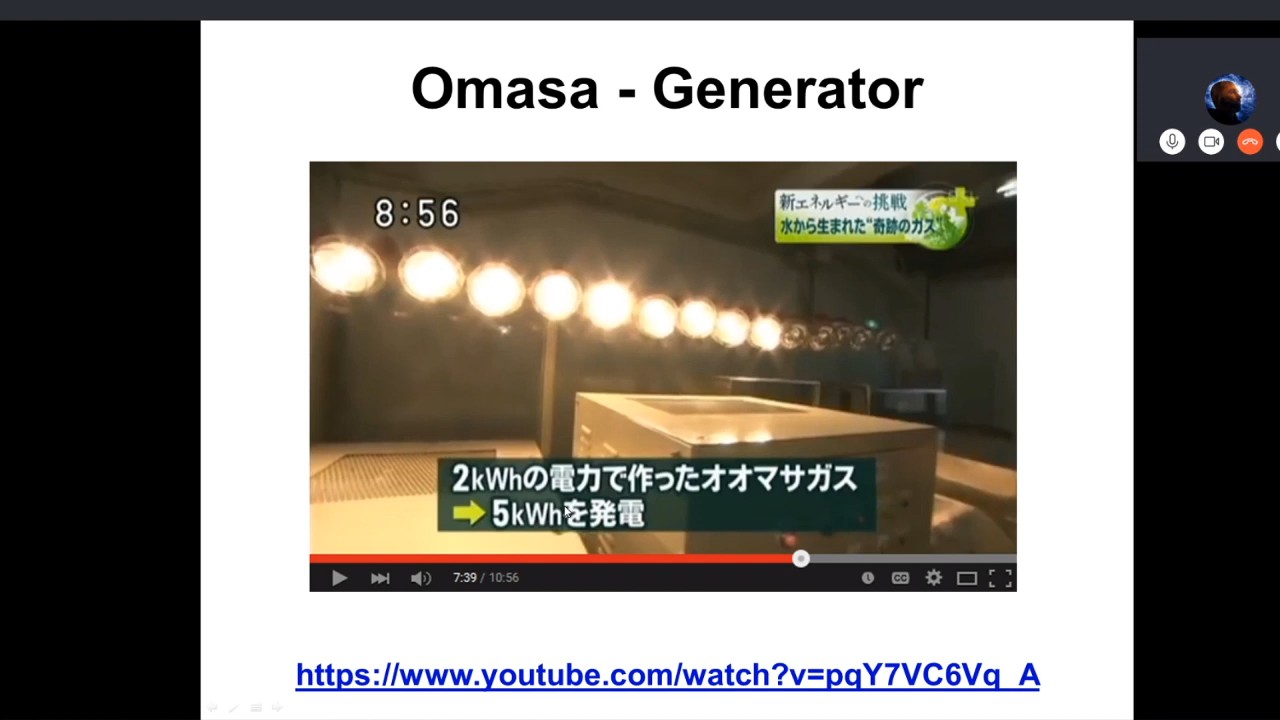 Omasa - Generator
8:56
新エネルギーの挑戦
水から生まれた"奇跡のガス"
2kWhの電力で作ったオオマサガス
➡5kWhを発電
7:39 / 10:56
CC
https://www.youtube.com/watch?v=pqY7VC6Vq_A